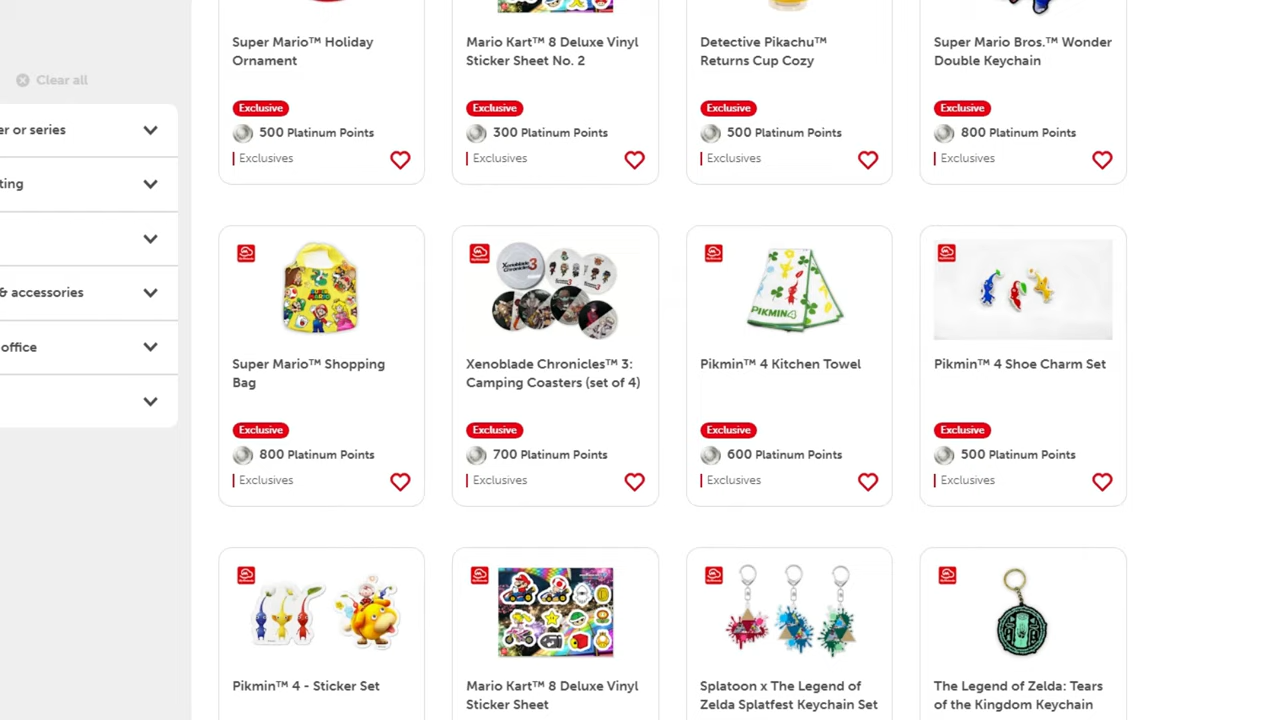 Clear all
er or series
ting
& accessories
office
Super Mario™ Holiday
Ornament
Exclusive
500 Platinum Points
Exclusives
Mario Kart™ 8 Deluxe Vinyl
Sticker Sheet No. 2
Exclusive
300 Platinum Points
Exclusives
Detective Pikachu™
Returns Cup Cozy
Exclusive
500 Platinum Points
Exclusives
Super Mario Bros.™ Wonder
Double Keychain
Exclusive
800 Platinum Points
Exclusives
Super Mario™ Shopping
Bag
Exclusive
800 Platinum Points
Exclusives
Xenoblade
Chronicles 3
Xenoblade Chronicles™ 3:
Camping Coasters (set of 4)
Exclusive
700 Platinum Points
Exclusives
PIKMIN4
Pikmin™ 4 Kitchen Towel
Exclusive
600 Platinum Points
Exclusives
Pikmin™ 4 Shoe Charm Set
Exclusive
500 Platinum Points
Exclusives
Pikmin™ 4 - Sticker Set
Mario Kart™ 8 Deluxe Vinyl
Sticker Sheet
Splatoon x The Legend of
Zelda Splatfest Keychain Set
The Legend of Zelda: Tears
of the Kingdom Keychain